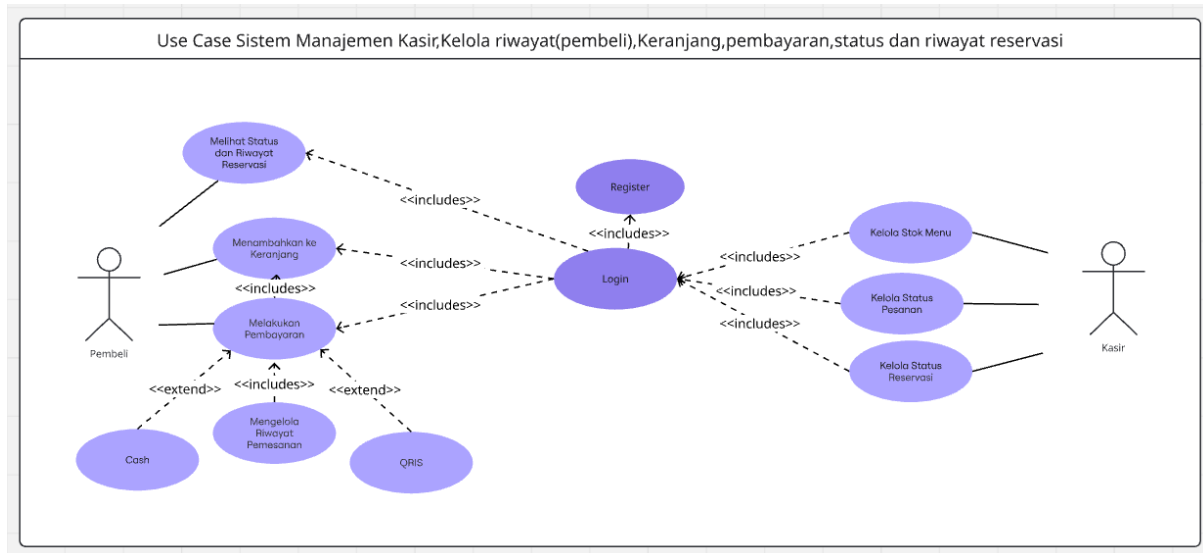 Use Case Sistem Manajemen Kasir,Kelola riwayat(pembeli),Keranjang,pembayaran,status dan riwayat reservasi
Melihat Status
dan Riwayat
Reservasi
Register
<<includes>>
<<includes>>
Kelola Stok Menu
Menambahkan ke
Keranjang
<<includes>>
<<includes>>
Login
<<includes>>
<<includes>>
Kelola Status
Pesanan
<<includes>>
<<includes>>
Melakukan
Pembayaran
Pembeli
Kasir
Kelola Status
Reservasi
<<extend>>
<<includes>>
<<extend>>
Mengelola
Riwayat
Pemesanan
Cash
QRIS